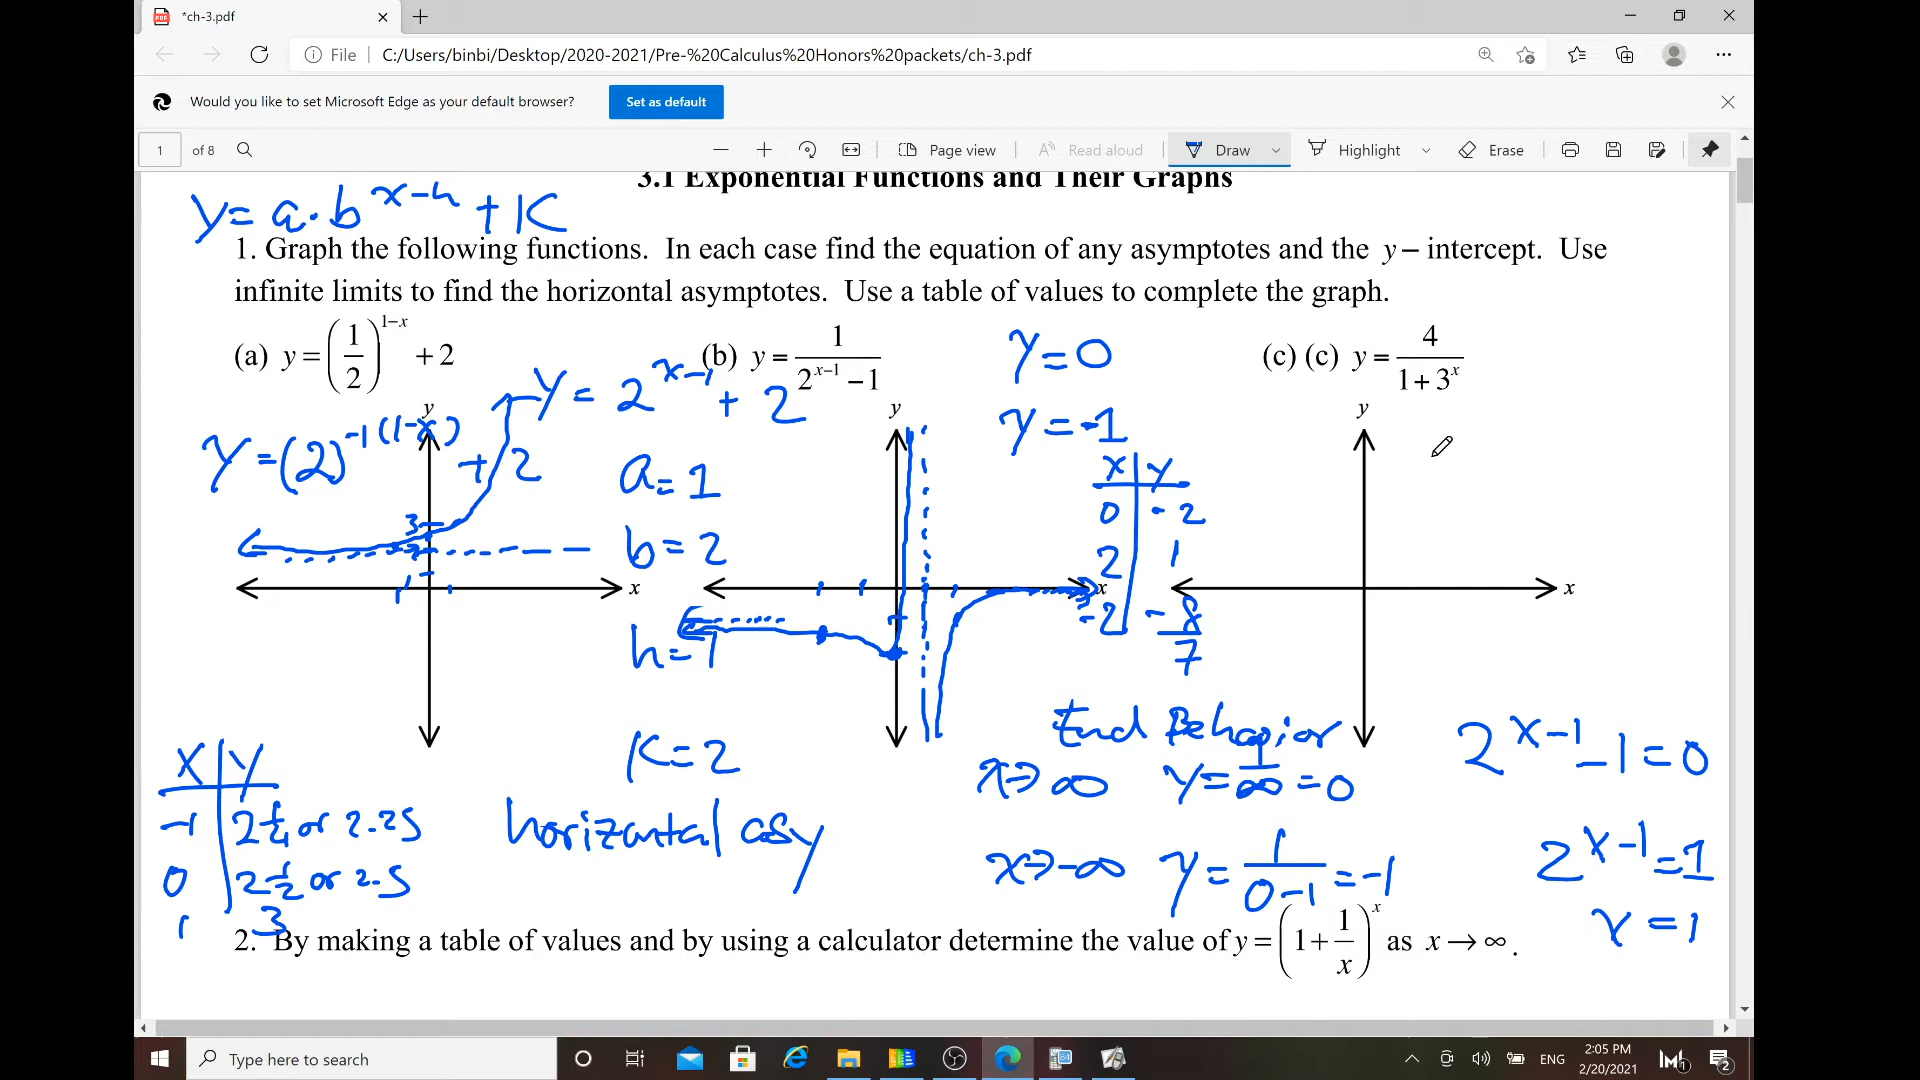 *ch-3.pdf
File C:/Users/binbi/Desktop/2020-2021/Pre-%20Calculus%20Honors%20packets/ch-3.pdf
Would you like to set Microsoft Edge as your default browser? Set as default
1 of 8 Page view Read aloud Draw Highlight Erase
3.1 Exponential Functions and Their Graphs
y = a·b^(x-h) + K
1. Graph the following functions. In each case find the equation of any asymptotes and the y – intercept. Use
infinite limits to find the horizontal asymptotes. Use a table of values to complete the graph.
(a) y = (1/2)^(1-x) + 2
(b) y = 1/(2^(x-1) - 1)
(c) (c) y = 4/(1 + 3^x)
y = 2^(x-1) + 2
y = (2)^(-1(1-x)) + 2
a = 1
b = 2
h = 1
K = 2
horizontal asy
y
x
3
2
1
X Y
-1 2 1/4 or 2.25
0 2 1/2 or 2.5
1 3
y = 0
y = -1
y
x
X Y
0 -2
2 1
-2 -8/7
End Behavior
x → ∞ y = 1/∞ = 0
x → -∞ y = 1/(0-1) = -1
y
x
2^(x-1) - 1 = 0
2^(x-1) = 1
x = 1
2. By making a table of values and by using a calculator determine the value of y = (1 + 1/x)^x as x → ∞ .
Type here to search
ENG
2:05 PM
2/20/2021